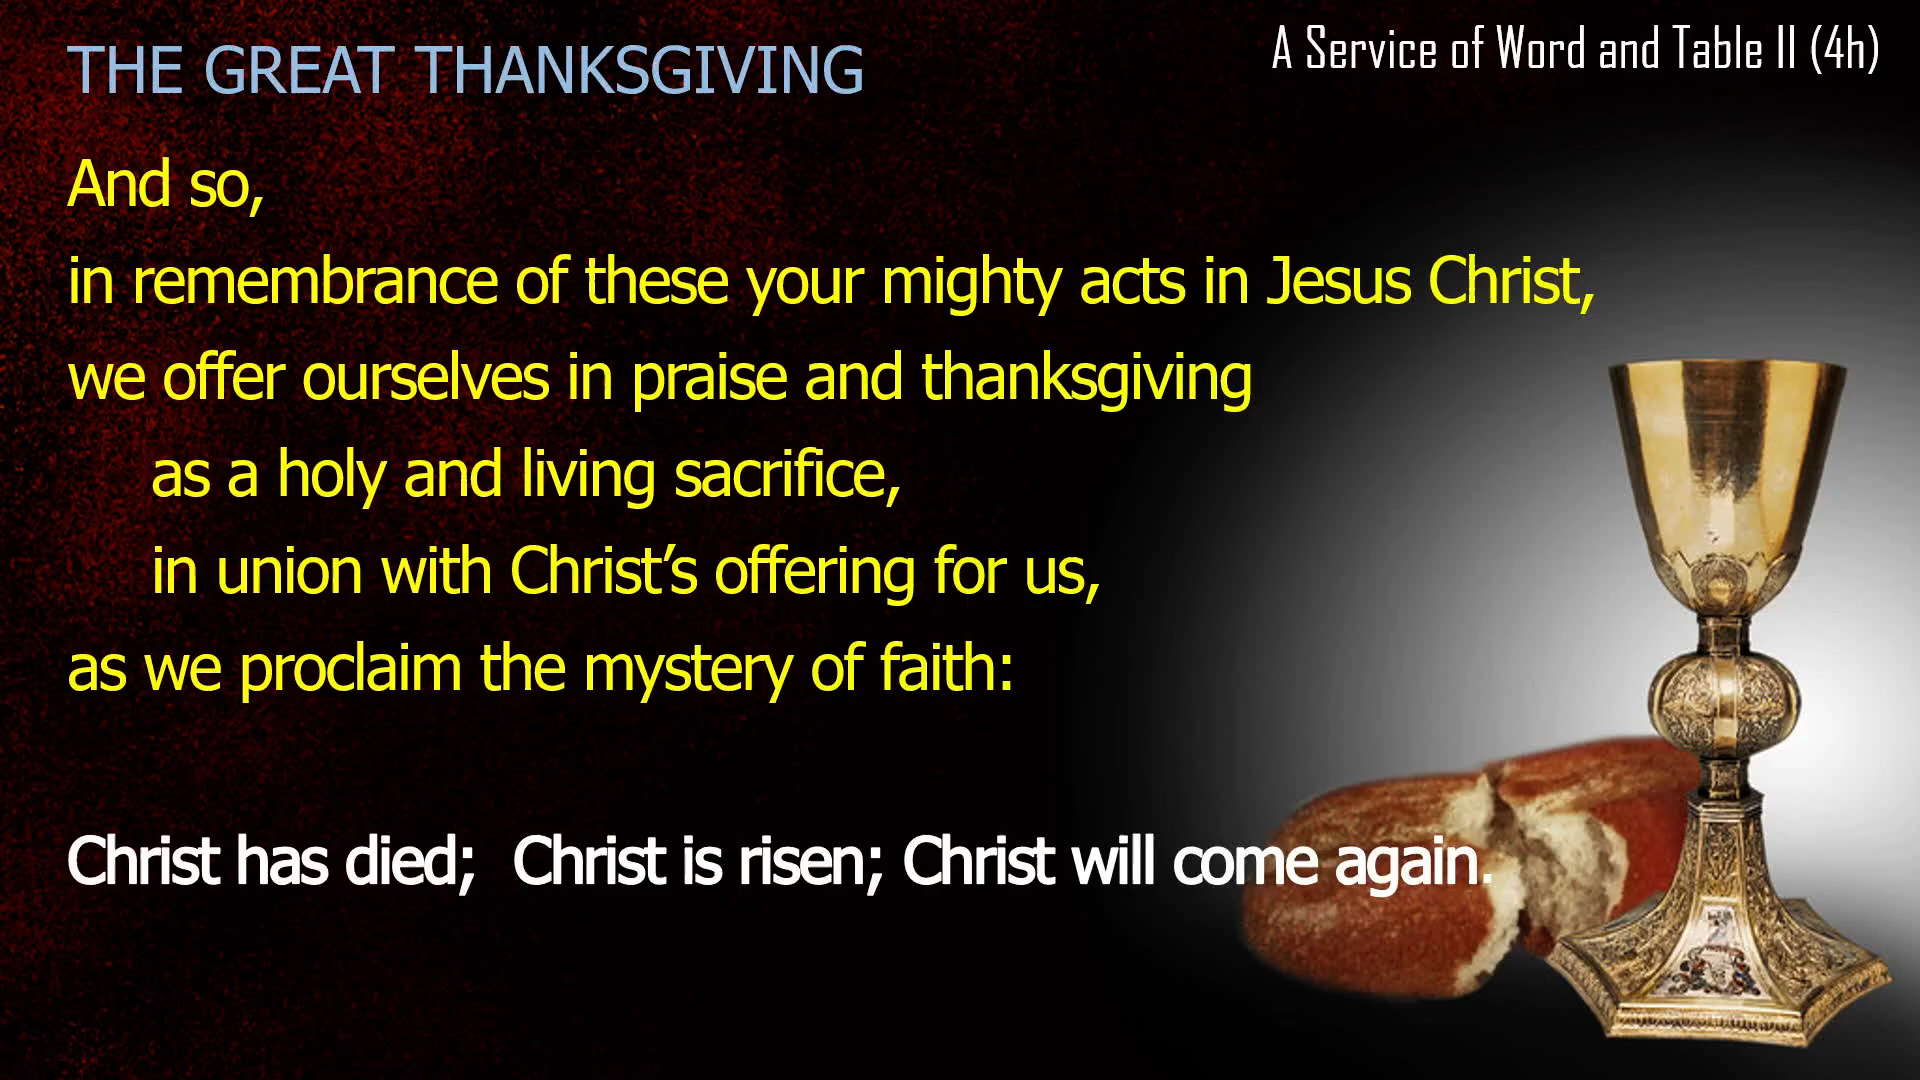 THE GREAT THANKSGIVING
A Service of Word and Table II (4h)
And so,
in remembrance of these your mighty acts in Jesus Christ,
we offer ourselves in praise and thanksgiving
as a holy and living sacrifice,
in union with Christ’s offering for us,
as we proclaim the mystery of faith:
Christ has died;  Christ is risen; Christ will come again.